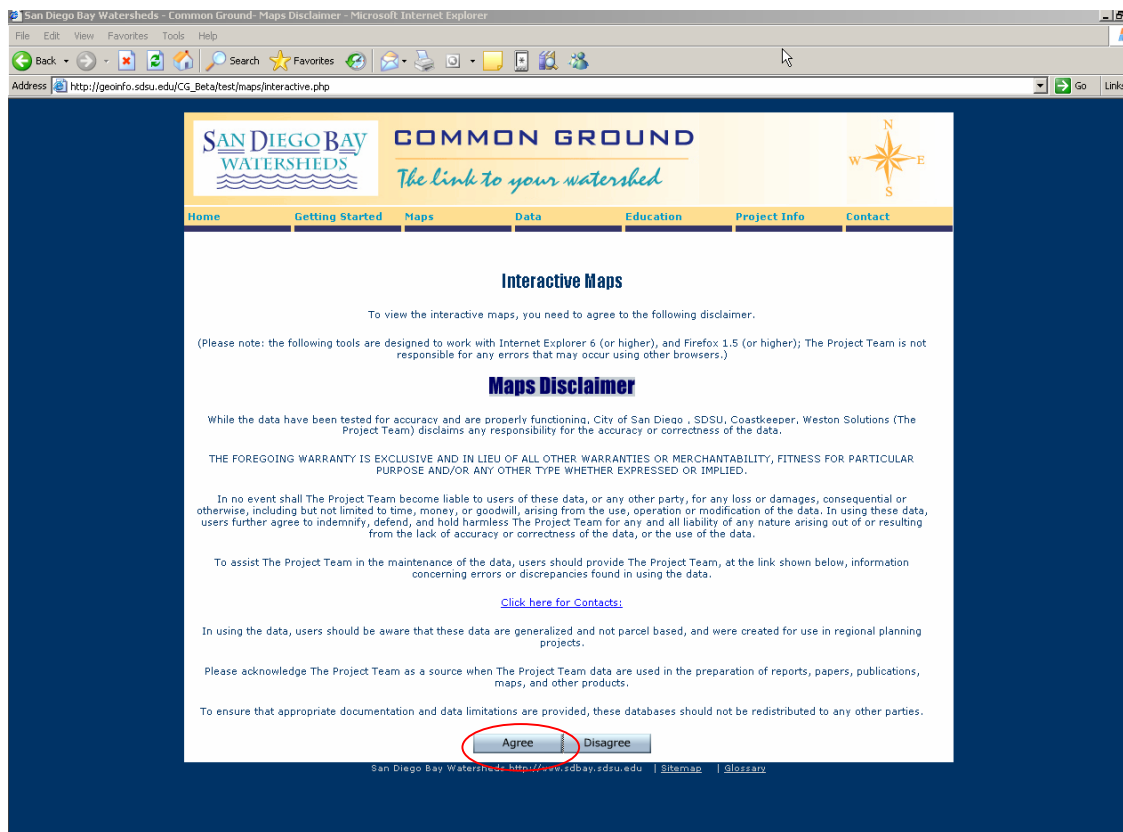 San Diego Bay Watersheds - Common Ground- Maps Disclaimer - Microsoft Internet Explorer
File Edit View Favorites Tools Help
Back Search Favorites
Address http://geoinfo.sdsu.edu/CG_Beta/test/maps/interactive.php Go Links
SAN DIEGO BAY
WATERSHEDS
COMMON GROUND
The link to your watershed
N
W E
S
Home Getting Started Maps Data Education Project Info Contact
Interactive Maps
To view the interactive maps, you need to agree to the following disclaimer.
(Please note: the following tools are designed to work with Internet Explorer 6 (or higher), and Firefox 1.5 (or higher); The Project Team is not
responsible for any errors that may occur using other browsers.)
Maps Disclaimer
While the data have been tested for accuracy and are properly functioning, City of San Diego , SDSU, Coastkeeper, Weston Solutions (The
Project Team) disclaims any responsibility for the accuracy or correctness of the data.
THE FOREGOING WARRANTY IS EXCLUSIVE AND IN LIEU OF ALL OTHER WARRANTIES OR MERCHANTABILITY, FITNESS FOR PARTICULAR
PURPOSE AND/OR ANY OTHER TYPE WHETHER EXPRESSED OR IMPLIED.
In no event shall The Project Team become liable to users of these data, or any other party, for any loss or damages, consequential or
otherwise, including but not limited to time, money, or goodwill, arising from the use, operation or modification of the data. In using these data,
users further agree to indemnify, defend, and hold harmless The Project Team for any and all liability of any nature arising out of or resulting
from the lack of accuracy or correctness of the data, or the use of the data.
To assist The Project Team in the maintenance of the data, users should provide The Project Team, at the link shown below, information
concerning errors or discrepancies found in using the data.
Click here for Contacts:
In using the data, users should be aware that these data are generalized and not parcel based, and were created for use in regional planning
projects.
Please acknowledge The Project Team as a source when The Project Team data are used in the preparation of reports, papers, publications,
maps, and other products.
To ensure that appropriate documentation and data limitations are provided, these databases should not be redistributed to any other parties.
Agree Disagree
San Diego Bay Watersheds http://www.sdbay.sdsu.edu | Sitemap | Glossary